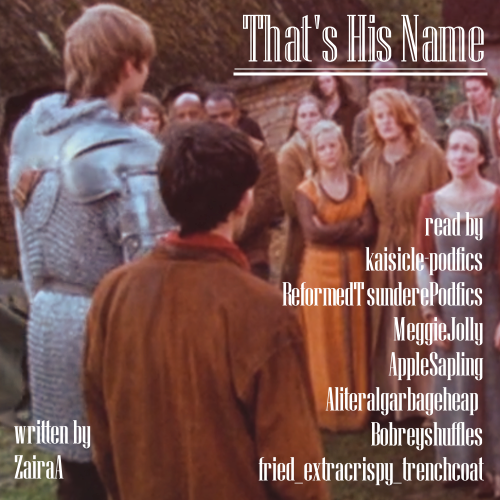 That's His Name
read by
kaisicle-podfics
ReformedTsunderePodfics
MeggieJolly
AppleSapling
Aliteralgarbageheap
Bobreyshuffles
fried_extracrispy_trenchcoat
written by
ZairaA